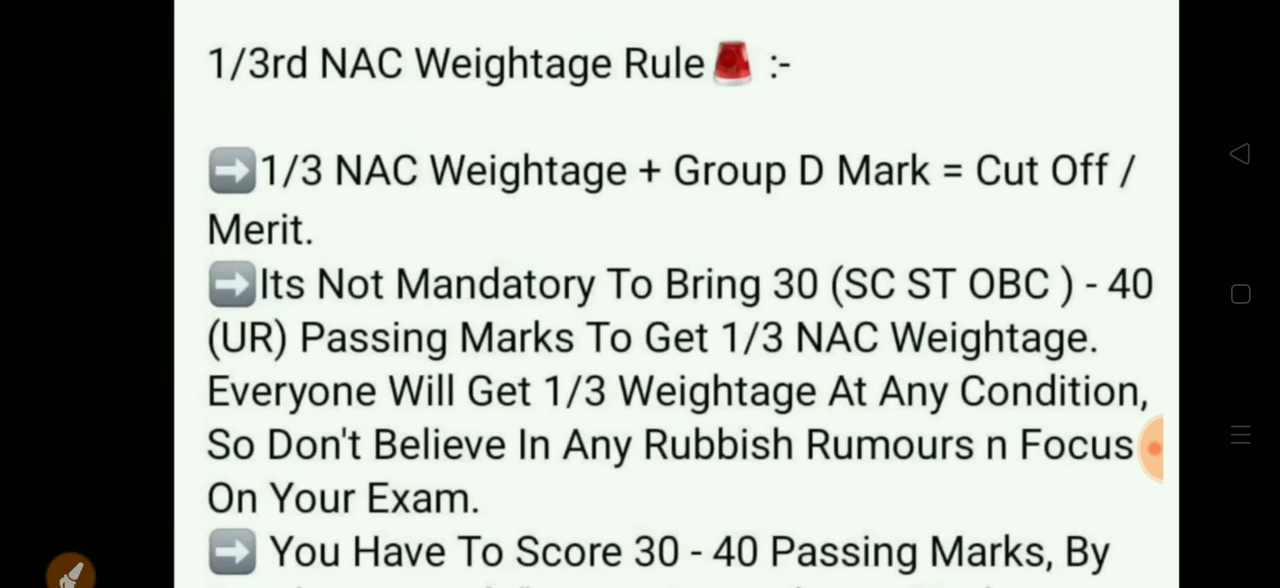 1/3rd NAC Weightage Rule🚨 :-
➡️1/3 NAC Weightage + Group D Mark = Cut Off /
Merit.
➡️Its Not Mandatory To Bring 30 (SC ST OBC ) - 40
(UR) Passing Marks To Get 1/3 NAC Weightage.
Everyone Will Get 1/3 Weightage At Any Condition,
So Don't Believe In Any Rubbish Rumours n Focus
On Your Exam.
➡️ You Have To Score 30 - 40 Passing Marks, By